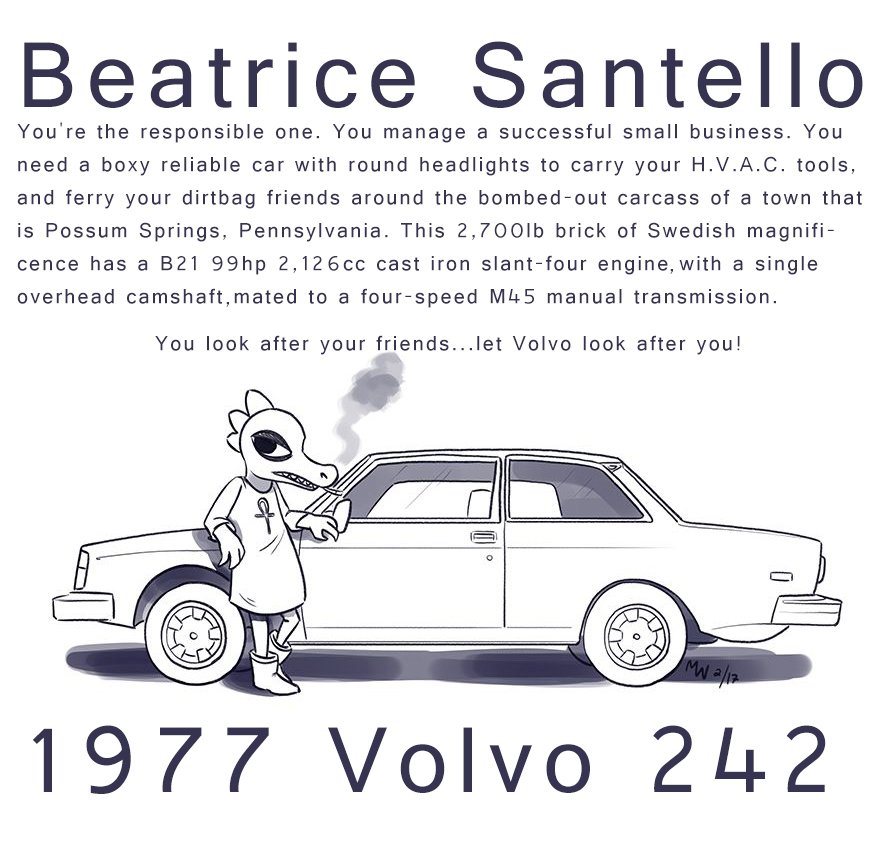 Beatrice Santello
You're the responsible one. You manage a successful small business. You
need a boxy reliable car with round headlights to carry your H.V.A.C. tools,
and ferry your dirtbag friends around the bombed-out carcass of a town that
is Possum Springs, Pennsylvania. This 2,700lb brick of Swedish magnifi-
cence has a B21 99hp 2,126cc cast iron slant-four engine, with a single
overhead camshaft, mated to a four-speed M45 manual transmission.
You look after your friends...let Volvo look after you!
MW 2/17
1977 Volvo 242